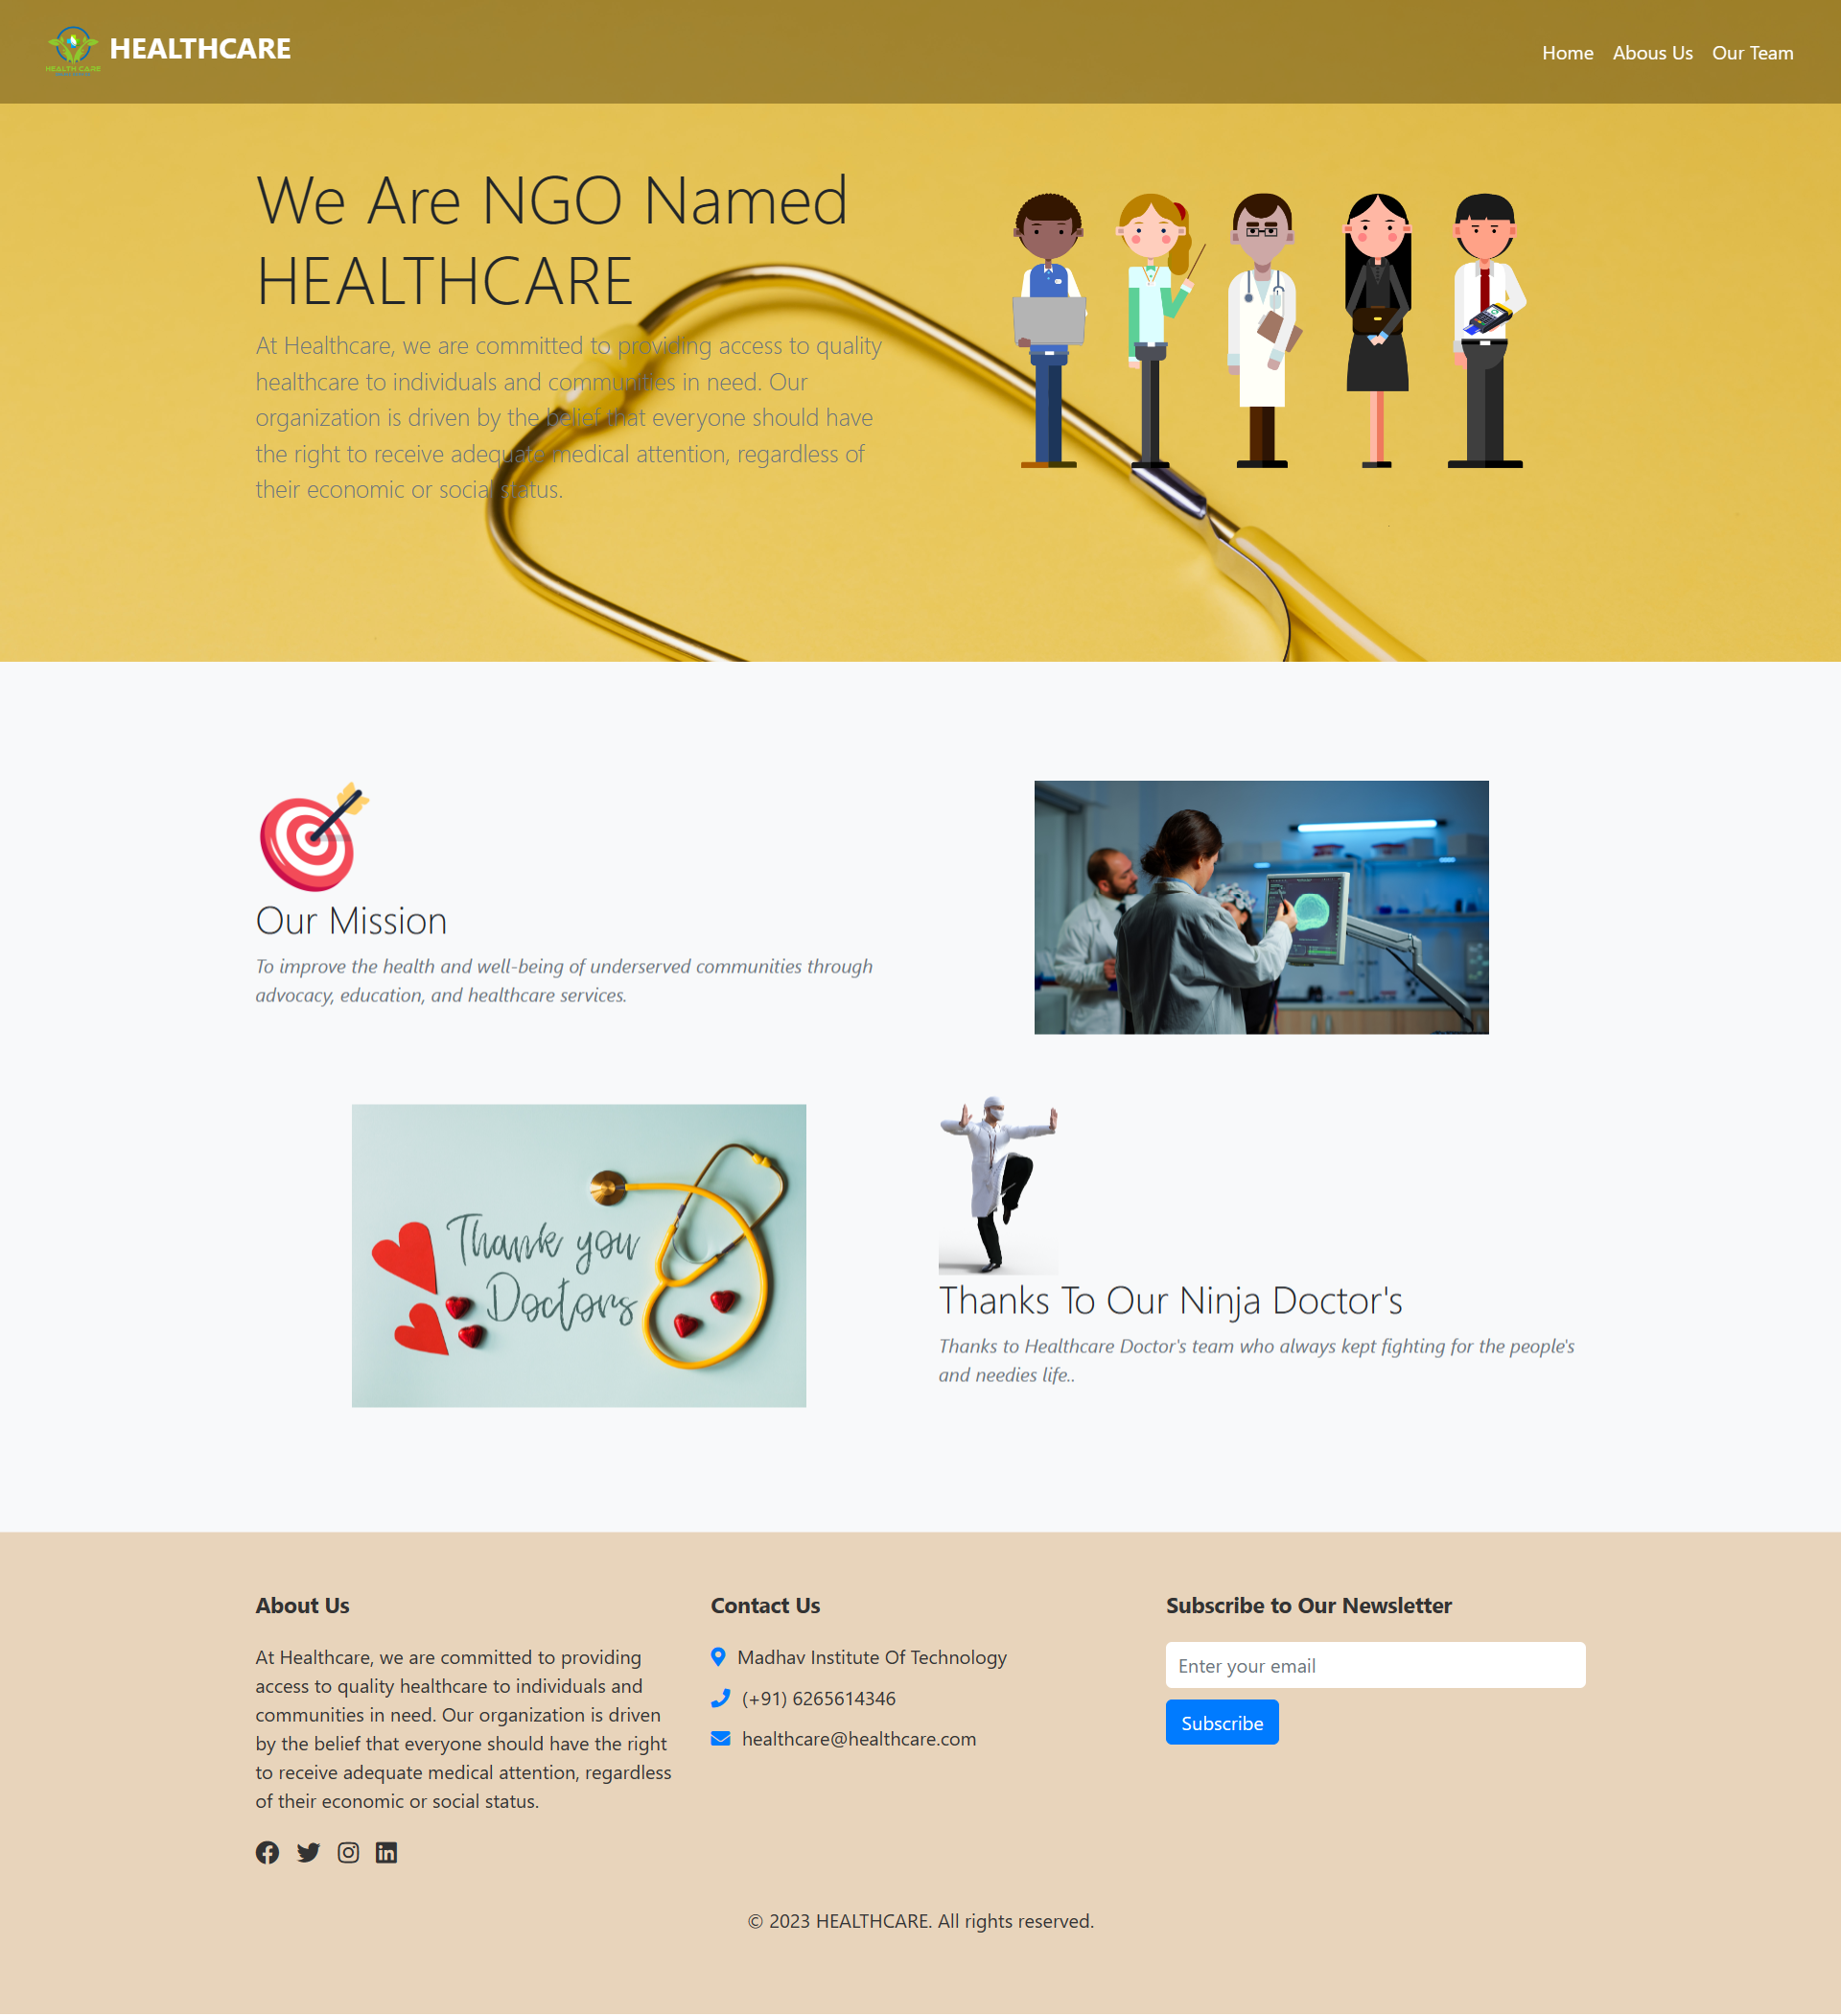 HEALTH CARE
HEALTHCARE
Home Abous Us Our Team
We Are NGO Named
HEALTHCARE
At Healthcare, we are committed to providing access to quality
healthcare to individuals and communities in need. Our
organization is driven by the belief that everyone should have
the right to receive adequate medical attention, regardless of
their economic or social status.
Our Mission
To improve the health and well-being of underserved communities through
advocacy, education, and healthcare services.
Thank you
Doctors
Thanks To Our Ninja Doctor's
Thanks to Healthcare Doctor's team who always kept fighting for the people's
and needies life..
About Us
At Healthcare, we are committed to providing
access to quality healthcare to individuals and
communities in need. Our organization is driven
by the belief that everyone should have the right
to receive adequate medical attention, regardless
of their economic or social status.
Contact Us
Madhav Institute Of Technology
(+91) 6265614346
healthcare@healthcare.com
Subscribe to Our Newsletter
Enter your email
Subscribe
© 2023 HEALTHCARE. All rights reserved.